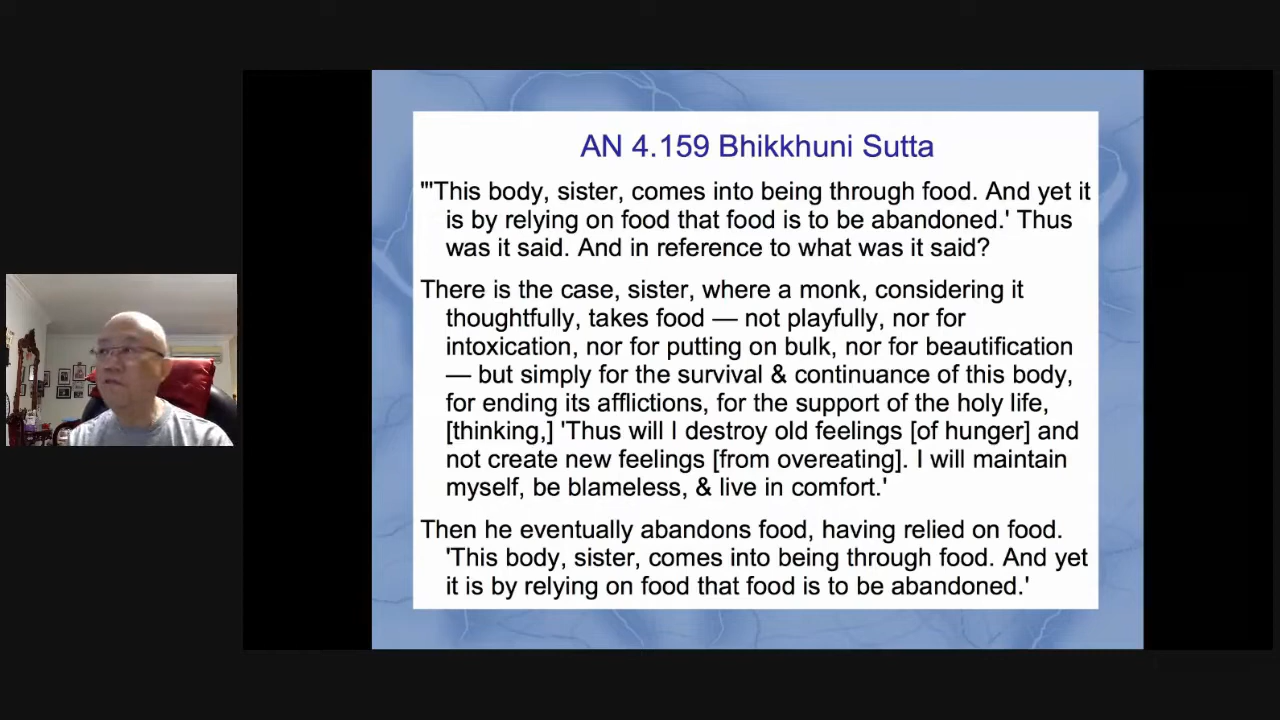 AN 4.159 Bhikkhuni Sutta
"'This body, sister, comes into being through food. And yet it
is by relying on food that food is to be abandoned.' Thus
was it said. And in reference to what was it said?
There is the case, sister, where a monk, considering it
thoughtfully, takes food — not playfully, nor for
intoxication, nor for putting on bulk, nor for beautification
— but simply for the survival & continuance of this body,
for ending its afflictions, for the support of the holy life,
[thinking,] 'Thus will I destroy old feelings [of hunger] and
not create new feelings [from overeating]. I will maintain
myself, be blameless, & live in comfort.'
Then he eventually abandons food, having relied on food.
'This body, sister, comes into being through food. And yet
it is by relying on food that food is to be abandoned.'